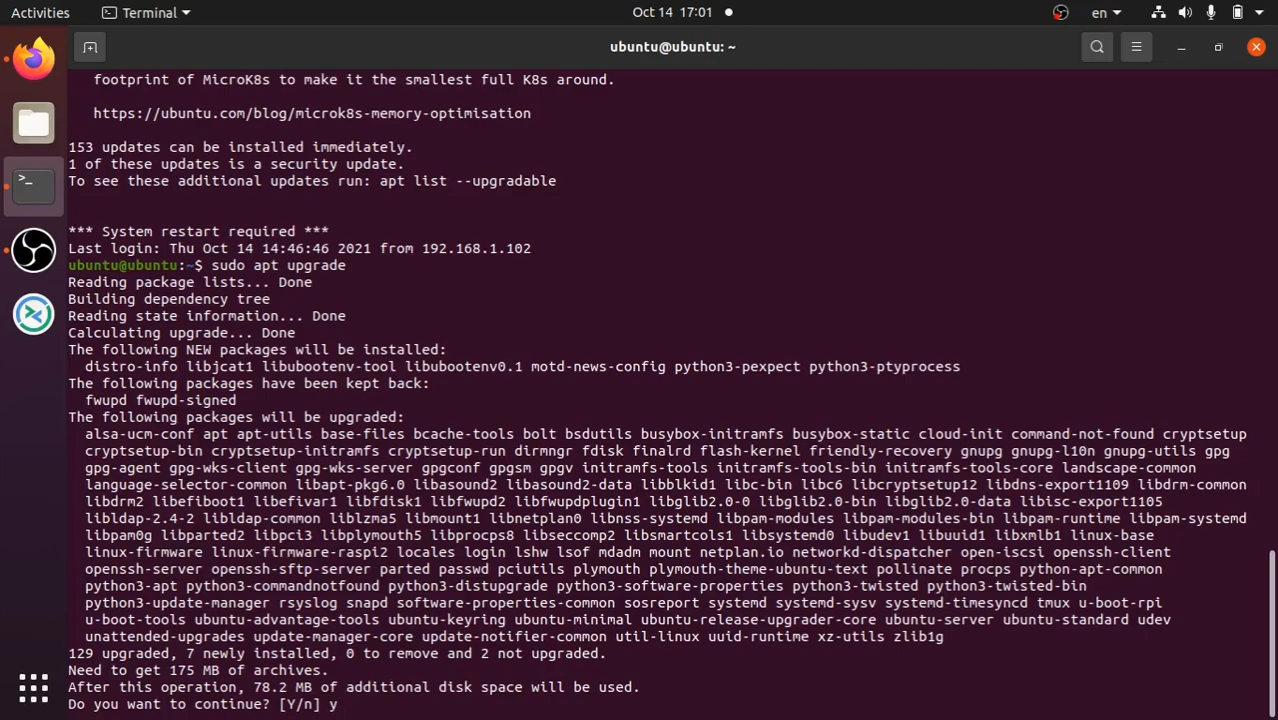 Activities
Terminal
Oct 14 17:01
en
ubuntu@ubuntu: ~
footprint of MicroK8s to make it the smallest full K8s around.
https://ubuntu.com/blog/microk8s-memory-optimisation
153 updates can be installed immediately.
1 of these updates is a security update.
To see these additional updates run: apt list --upgradable
*** System restart required ***
Last login: Thu Oct 14 14:46:46 2021 from 192.168.1.102
ubuntu@ubuntu:~$ sudo apt upgrade
Reading package lists... Done
Building dependency tree
Reading state information... Done
Calculating upgrade... Done
The following NEW packages will be installed:
distro-info libjcat1 libubootenv-tool libubootenv0.1 motd-news-config python3-pexpect python3-ptyprocess
The following packages have been kept back:
fwupd fwupd-signed
The following packages will be upgraded:
alsa-ucm-conf apt apt-utils base-files bcache-tools bolt bsdutils busybox-initramfs busybox-static cloud-init command-not-found cryptsetup
cryptsetup-bin cryptsetup-initramfs cryptsetup-run dirmngr fdisk finalrd flash-kernel friendly-recovery gnupg gnupg-l10n gnupg-utils gpg
gpg-agent gpg-wks-client gpg-wks-server gpgconf gpgsm gpgv initramfs-tools initramfs-tools-bin initramfs-tools-core landscape-common
language-selector-common libapt-pkg6.0 libasound2 libasound2-data libblkid1 libc-bin libc6 libcryptsetup12 libdns-export1109 libdrm-common
libdrm2 libefiboot1 libefivar1 libfdisk1 libfwupd2 libfwupdplugin1 libglib2.0-0 libglib2.0-bin libglib2.0-data libisc-export1105
libldap-2.4-2 libldap-common liblzma5 libmount1 libnetplan0 libnss-systemd libpam-modules libpam-modules-bin libpam-runtime libpam-systemd
libpam0g libparted2 libpci3 libplymouth5 libprocps8 libseccomp2 libsmartcols1 libsystemd0 libudev1 libuuid1 libxmlb1 linux-base
linux-firmware linux-firmware-raspi2 locales login lshw lsof mdadm mount netplan.io networkd-dispatcher open-iscsi openssh-client
openssh-server openssh-sftp-server parted passwd pciutils plymouth plymouth-theme-ubuntu-text pollinate procps python-apt-common
python3-apt python3-commandnotfound python3-distupgrade python3-software-properties python3-twisted python3-twisted-bin
python3-update-manager rsyslog snapd software-properties-common sosreport systemd systemd-sysv systemd-timesyncd tmux u-boot-rpi
u-boot-tools ubuntu-advantage-tools ubuntu-keyring ubuntu-minimal ubuntu-release-upgrader-core ubuntu-server ubuntu-standard udev
unattended-upgrades update-manager-core update-notifier-common util-linux uuid-runtime xz-utils zlib1g
129 upgraded, 7 newly installed, 0 to remove and 2 not upgraded.
Need to get 175 MB of archives.
After this operation, 78.2 MB of additional disk space will be used.
Do you want to continue? [Y/n] y